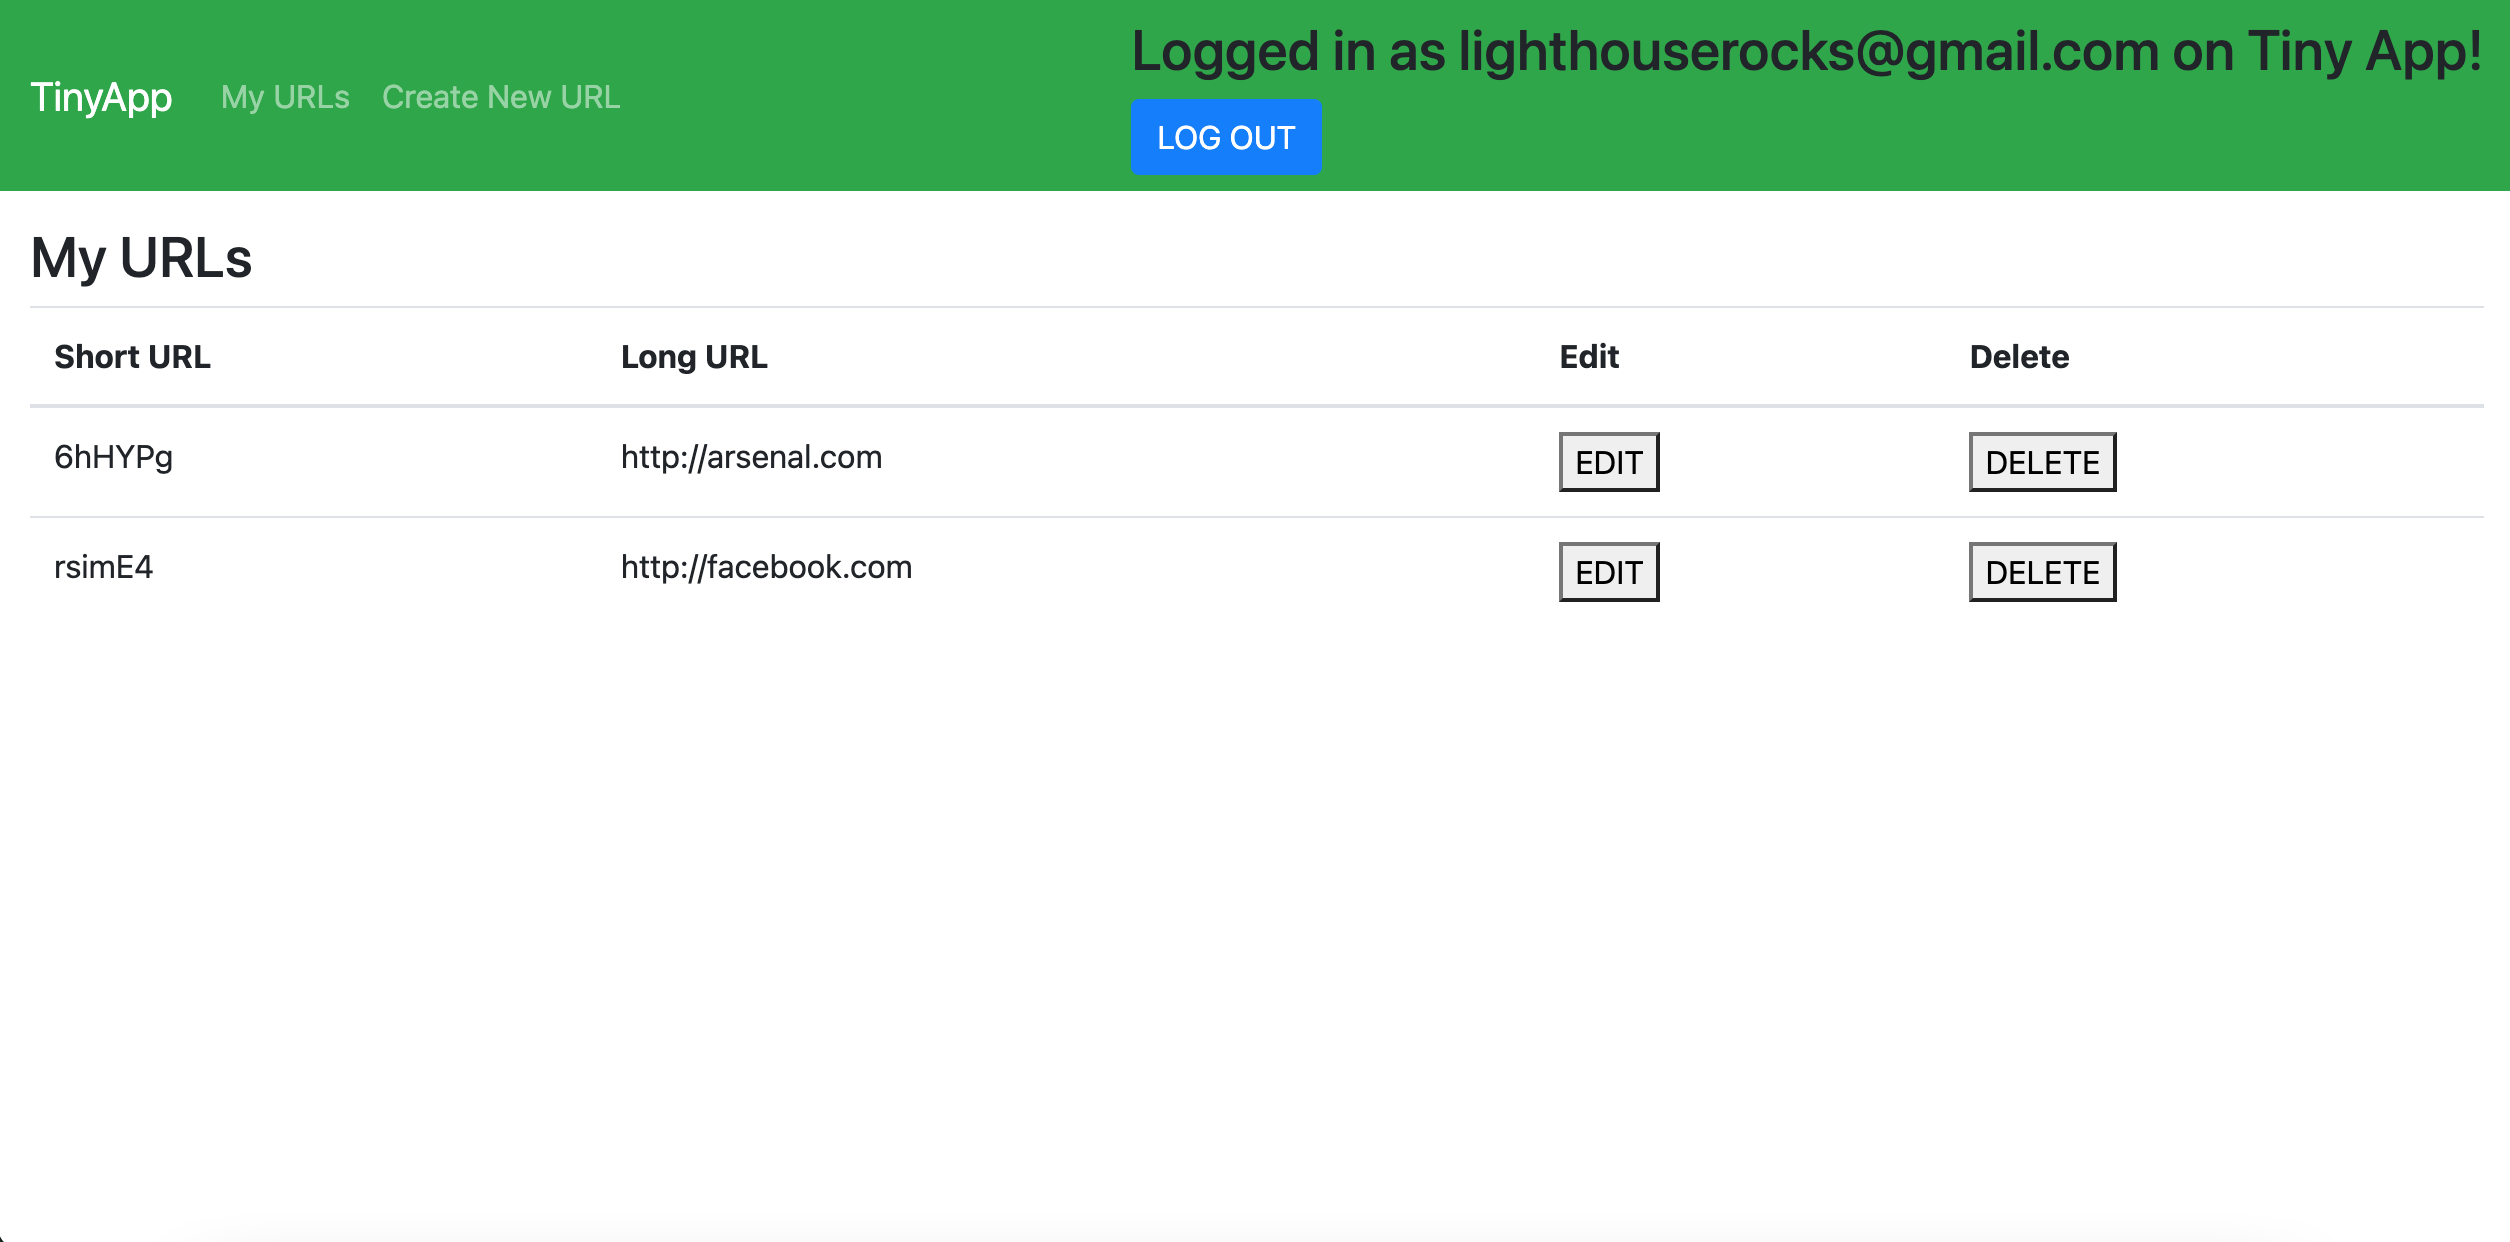 TinyApp My URLs Create New URL
Logged in as lighthouserocks@gmail.com on Tiny App!
LOG OUT
My URLs
Short URL Long URL Edit Delete
6hHYPg http://arsenal.com EDIT DELETE
rsimE4 http://facebook.com EDIT DELETE